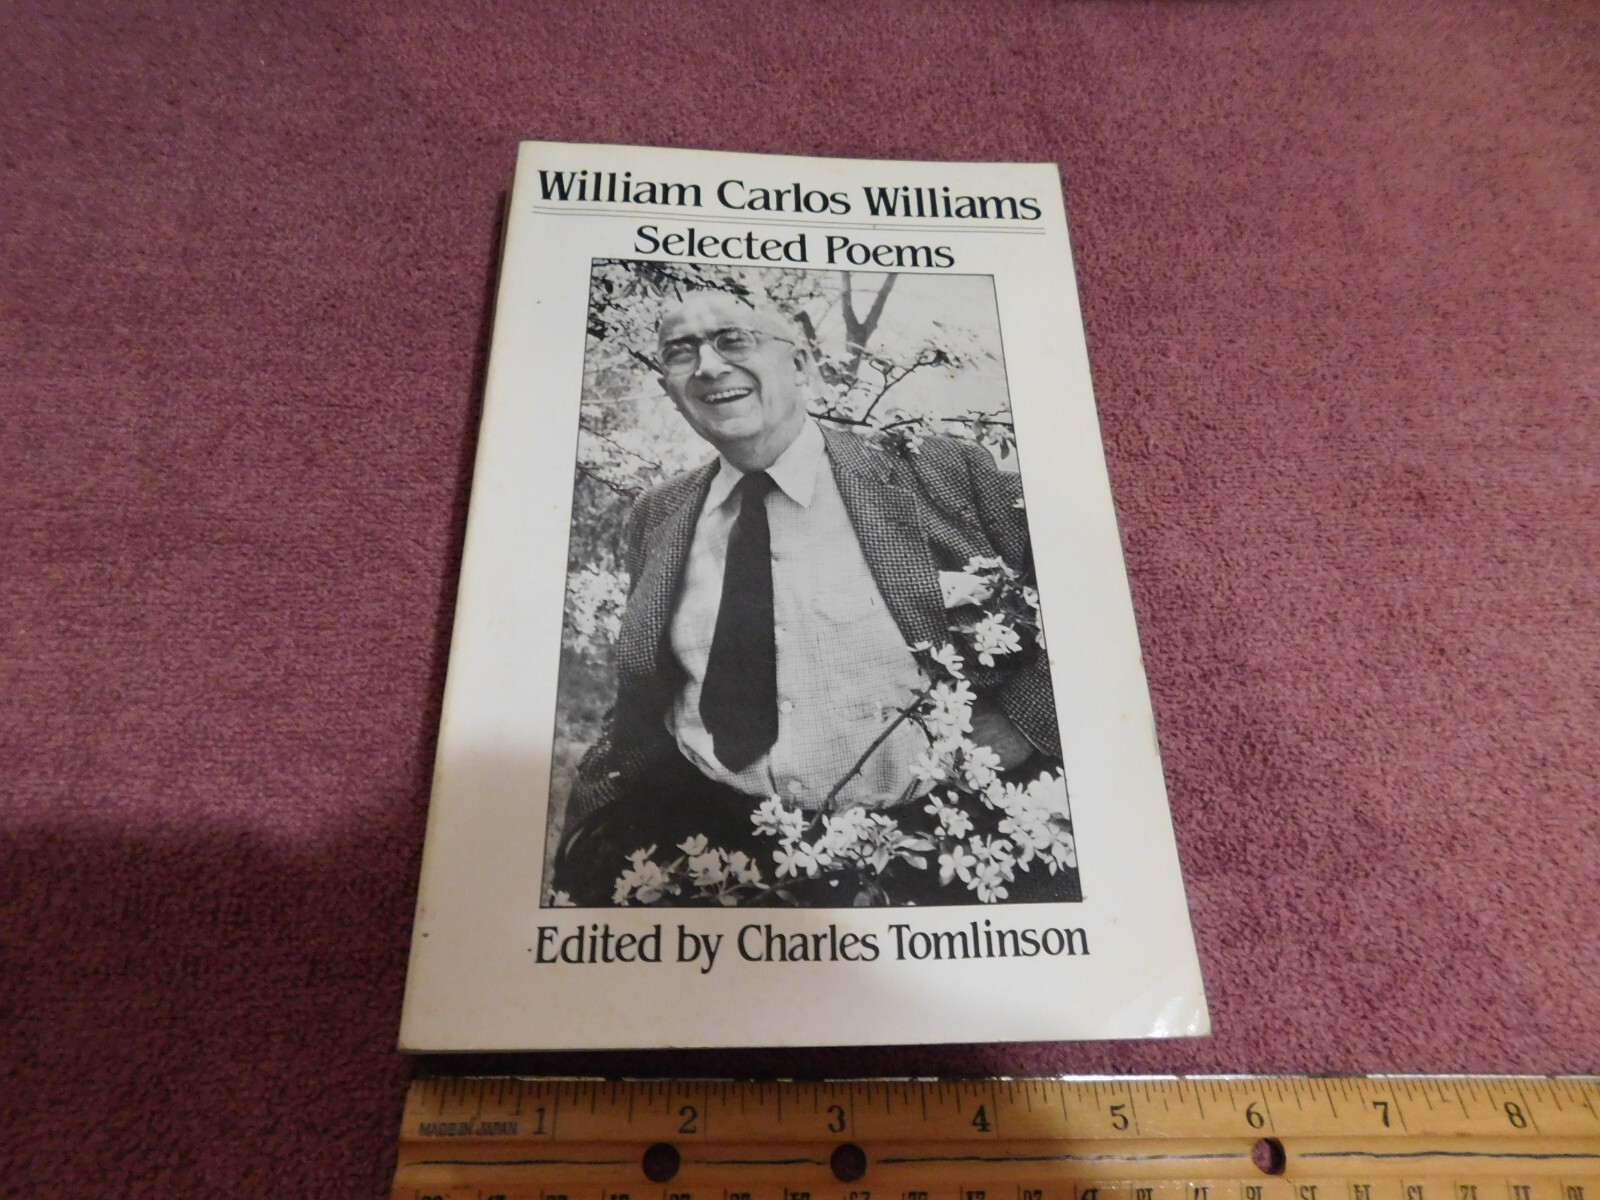 William Carlos Williams
Selected Poems
Edited by Charles Tomlinson
1 2 3 4 5 6 7 8
MADE IN JAPAN